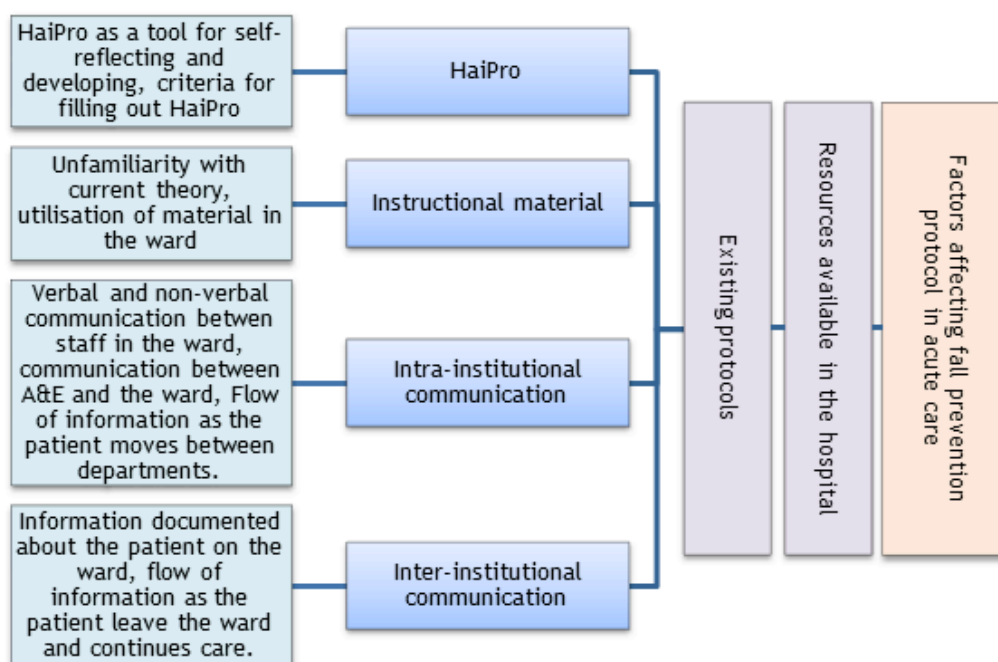 HaiPro as a tool for self-
reflecting and
developing, criteria for
filling out HaiPro
HaiPro
Unfamiliarity with
current theory,
utilisation of material in
the ward
Instructional material
Verbal and non-verbal
communication betwen
staff in the ward,
communication between
A&E and the ward, Flow
of information as the
patient moves between
departments.
Intra-institutional
communication
Information documented
about the patient on the
ward, flow of
information as the
patient leave the ward
and continues care.
Inter-institutional
communication
Existing protocols
Resources available in the hospital
Factors affecting fall prevention
protocol in acute care